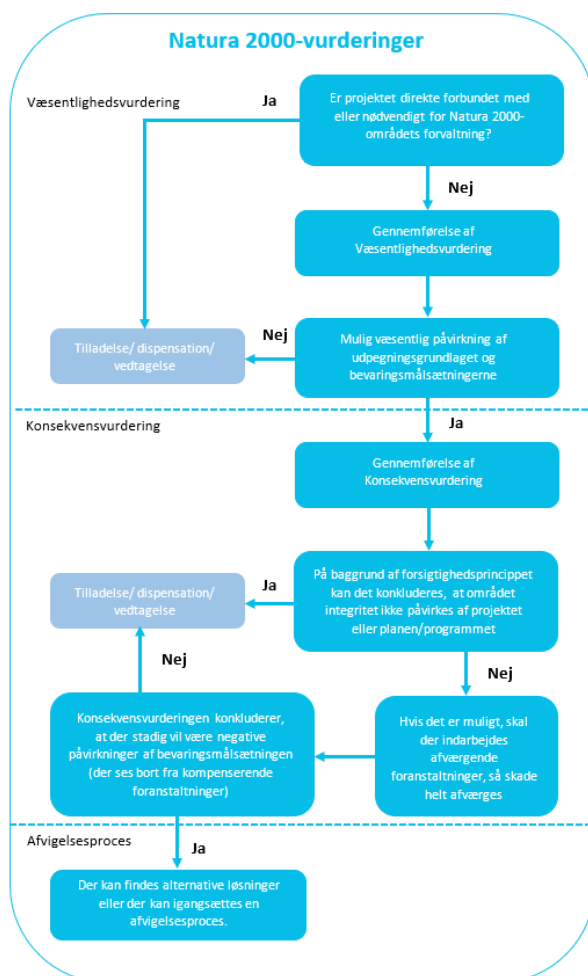 Natura 2000-vurderinger
Væsentlighedsvurdering
Ja
Er projektet direkte forbundet med
eller nødvendigt for Natura 2000-
områdets forvaltning?
Nej
Gennemførelse af
Væsentlighedsvurdering
Tilladelse/ dispensation/
vedtagelse
Nej
Mulig væsentlig påvirkning af
udpegningsgrundlaget og
bevaringsmålsætningerne
Konsekvensvurdering
Ja
Gennemførelse af
Konsekvensvurdering
Tilladelse/ dispensation/
vedtagelse
Ja
På baggrund af forsigtighedsprincippet
kan det konkluderes, at området
integritet ikke påvirkes af projektet
eller planen/programmet
Nej
Nej
Konsekvensvurderingen konkluderer,
at der stadig vil være negative
påvirkninger af bevaringsmålsætningen
(der ses bort fra kompenserende
foranstaltninger)
Hvis det er muligt, skal
der indarbejdes
afværgende
foranstaltninger, så skade
helt afværges
Afvigelsesproces
Ja
Der kan findes alternative løsninger
eller der kan igangsættes en
afvigelsesproces.